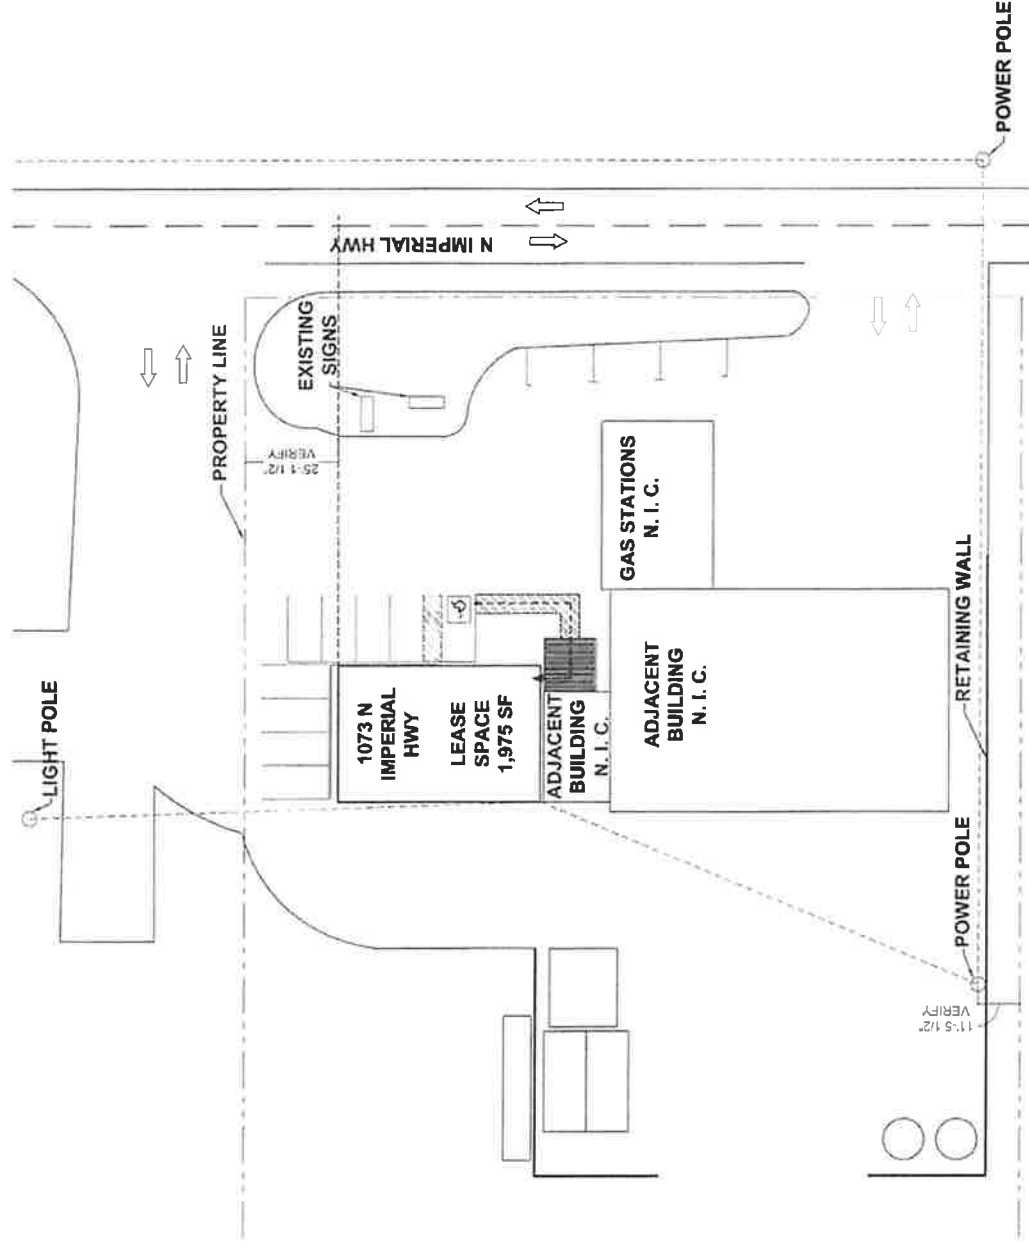 POWER POLE
N IMPERIAL HWY
PROPERTY LINE
EXISTING
SIGNS
25'-1 1/2"
VERIFY
GAS STATIONS
N. I. C.
LIGHT POLE
1073 N
IMPERIAL
HWY
LEASE
SPACE
1,975 SF
ADJACENT
BUILDING
N. I. C.
ADJACENT
BUILDING
N. I. C.
RETAINING WALL
POWER POLE
11'-5 1/2"
VERIFY